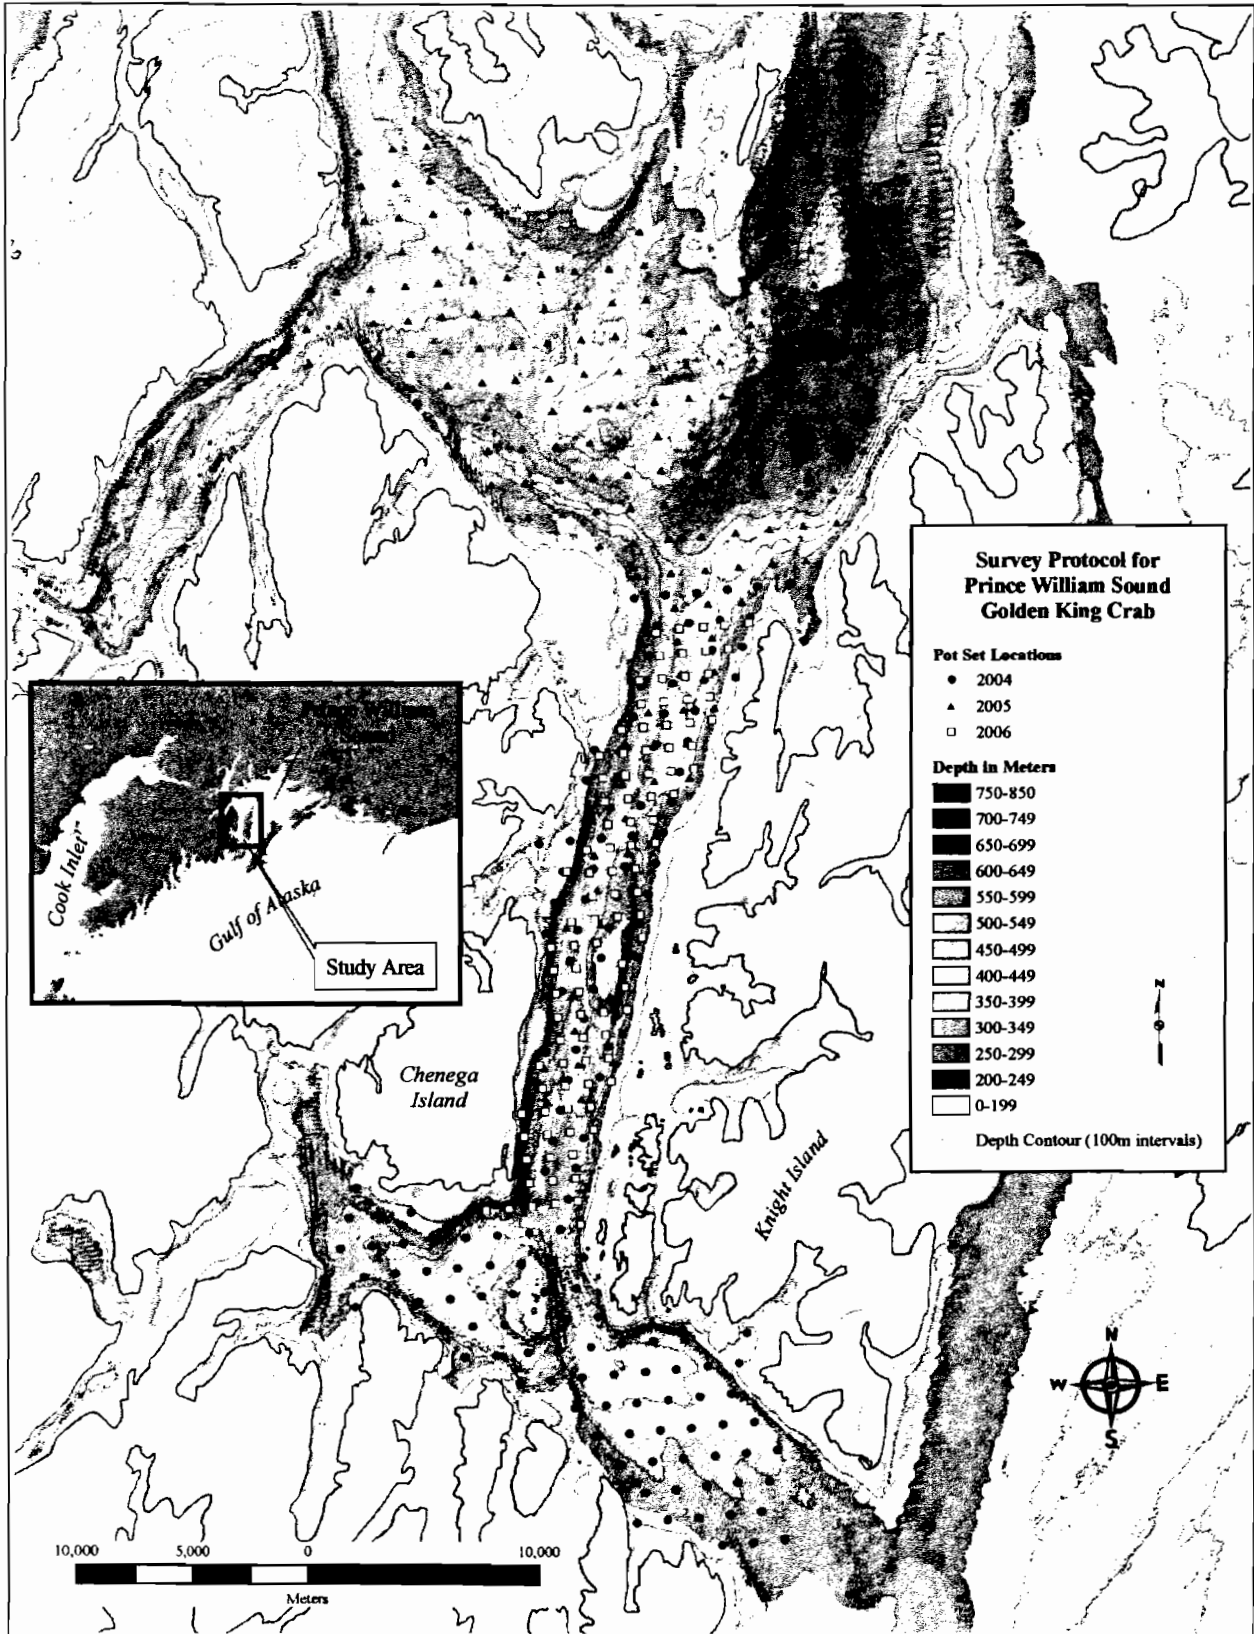 Survey Protocol for
Prince William Sound
Golden King Crab
Pot Set Locations
2004
2005
2006
Depth in Meters
750-850
700-749
650-699
600-649
550-599
500-549
450-499
400-449
350-399
300-349
250-299
200-249
0-199
Depth Contour (100m intervals)
N
Cook Inlet
Gulf of Alaska
Study Area
Chenega
Island
Knight Island
N
W
E
S
10,000
5,000
0
10,000
Meters